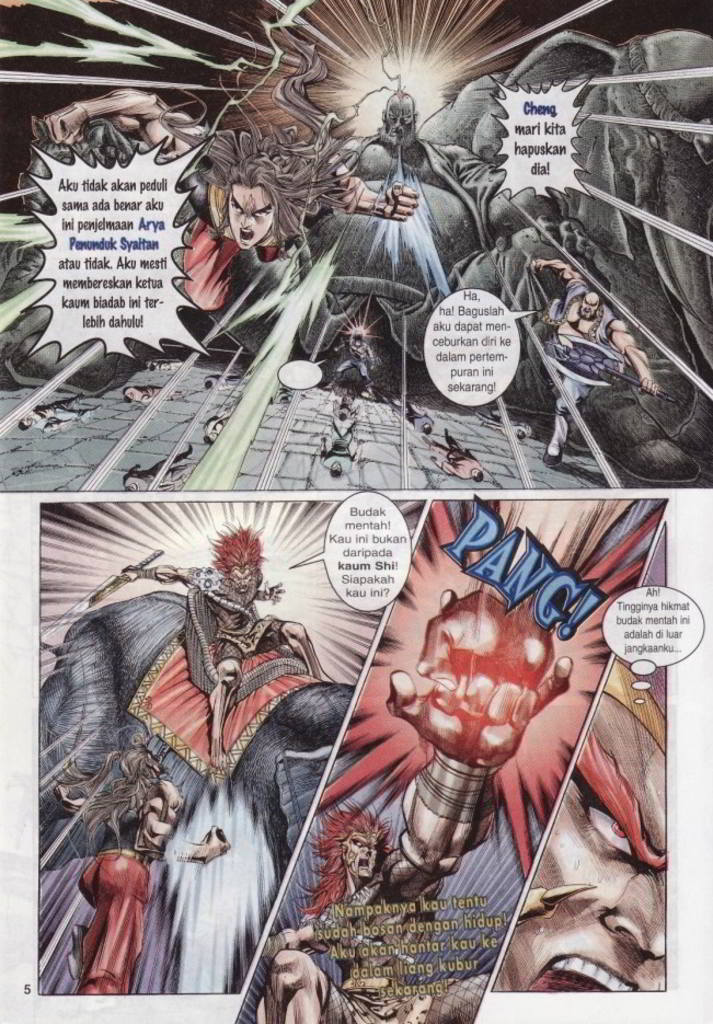 Cheng
mari kita
hapuskan
dia!
Aku tidak akan peduli
sama ada benar aku
ini penjelmaan Arya
Penunduk Syaitan
atau tidak. Aku mesti
membereskan ketua
kaum biadab ini ter-
lebih dahulu!
Ha,
ha! Baguslah
aku dapat men-
ceburkan diri ke
dalam pertem-
puran ini
sekarang!
Budak
mentah!
Kau ini bukan
daripada
kaum Shi!
Siapakah
kau ini?
PANG!
Ah!
Tingginya hikmat
budak mentah ini
adalah di luar
jangkaanku...
Nampaknya kau tentu
sudah bosan dengan hidup!
Aku akan hantar kau ke
dalam liang kubur
sekarang!
5